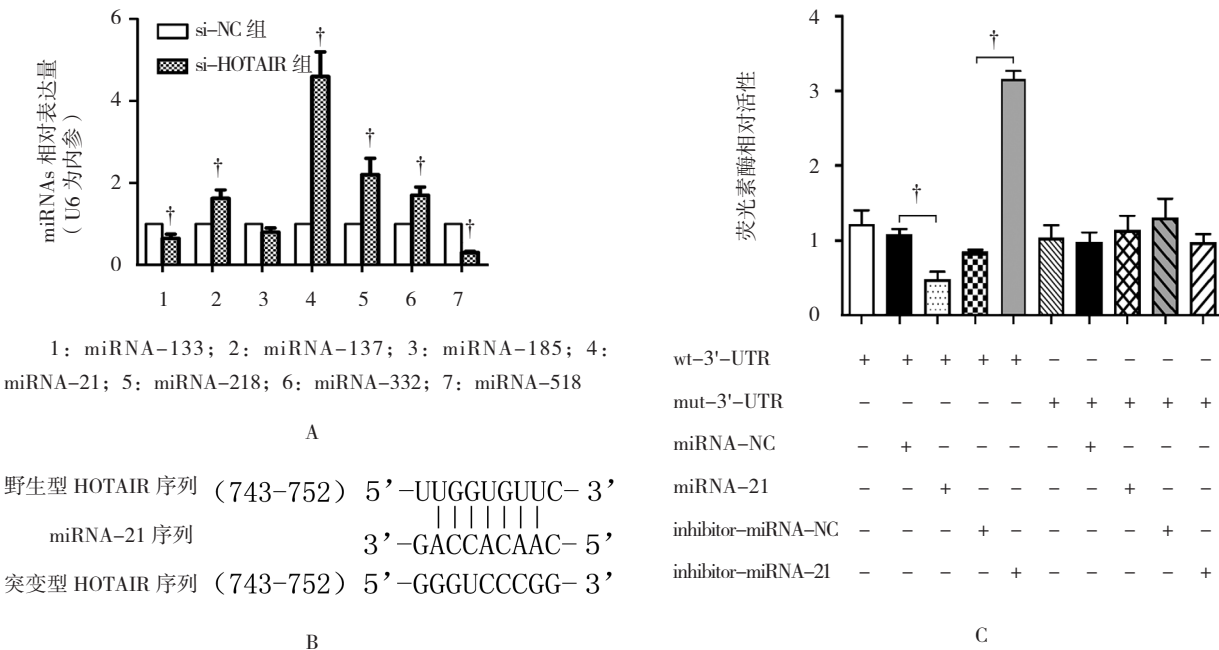 si-NC 组
si-HOTAIR 组
miRNAs 相对表达量
(U6 为内参)
6
4
2
0
† † † † † †
1 2 3 4 5 6 7
1: miRNA-133; 2: miRNA-137; 3: miRNA-185; 4:
miRNA-21; 5: miRNA-218; 6: miRNA-332; 7: miRNA-518
A
野生型 HOTAIR 序列 (743-752) 5’-UUGGUGUUC-3’
miRNA-21 序列 3’-GACCACAAC-5’
突变型 HOTAIR 序列 (743-752) 5’-GGGUCCCGG-3’
B
荧光素酶相对活性
4
3
2
1
0
† †
wt-3'-UTR + + + + + - - - - -
mut-3'-UTR - - - - - + + + + +
miRNA-NC - + - - - - + - - -
miRNA-21 - - + - - - - + - -
inhibitor-miRNA-NC - - - + - - - - + -
inhibitor-miRNA-21 - - - - + - - - - +
C